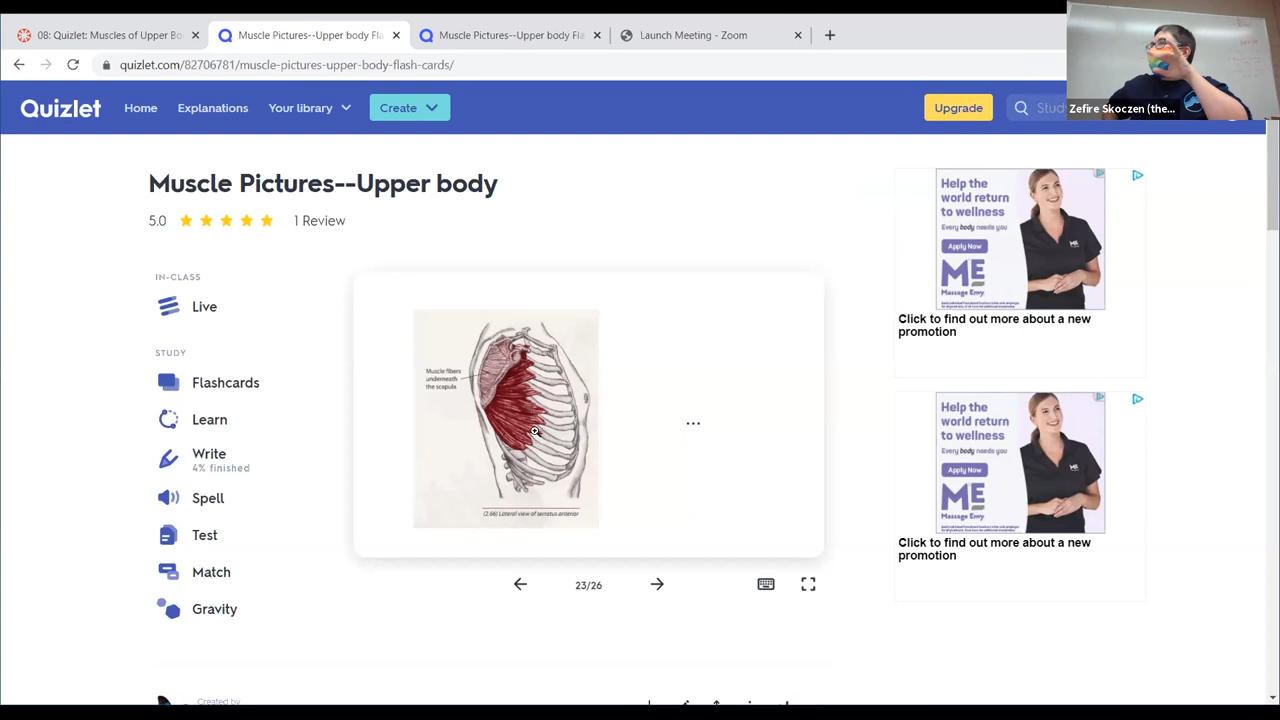 08: Quizlet: Muscles of Upper Bo
Muscle Pictures--Upper body Fla
Muscle Pictures--Upper body Fla
Launch Meeting - Zoom
quizlet.com/82706781/muscle-pictures-upper-body-flash-cards/
Zefire Skoczen (the...
Quizlet
Home
Explanations
Your library
Create
Upgrade
Stud
Muscle Pictures--Upper body
5.0
1 Review
IN-CLASS
Live
STUDY
Flashcards
Learn
Write
4% finished
Spell
Test
Match
Gravity
Muscle fibers
underneath
the scapula
(2.66) Lateral view of serratus anterior
...
23/26
Help the
world return
to wellness
Every body needs you
Apply Now
ME
Massage Envy
Click to find out more about a new
promotion
Help the
world return
to wellness
Every body needs you
Apply Now
ME
Massage Envy
Click to find out more about a new
promotion
Created by